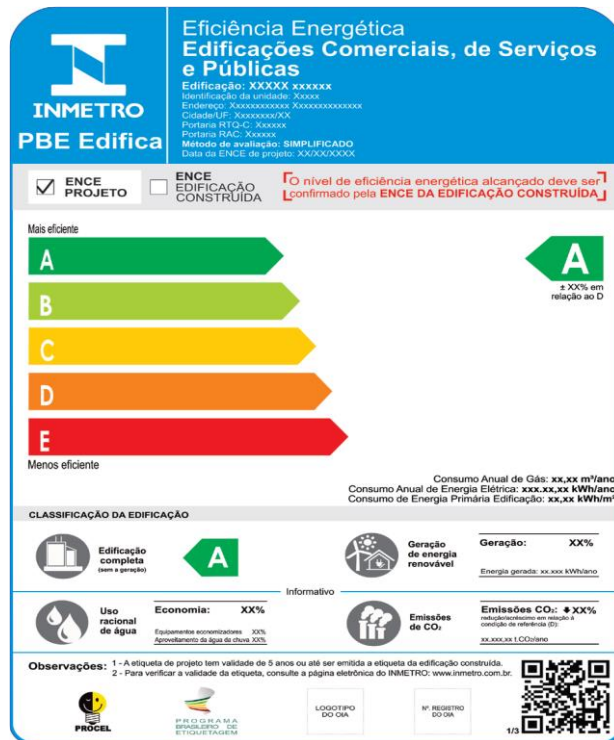 Eficiência Energética
Edificações Comerciais, de Serviços
e Públicas
Edificação: XXXXX xxxxxx
Identificação da unidade: Xxxxx
Endereço: Xxxxxxxxxxx Xxxxxxxxxxxxxx
Cidade/UF: Xxxxxxxx/XX
Portaria RTQ-C: Xxxxxx
Portaria RAC: Xxxxxx
Método de avaliação: SIMPLIFICADO
Data da ENCE de projeto: XX/XX/XXXX
INMETRO
PBE Edifica
ENCE
PROJETO
ENCE
EDIFICAÇÃO
CONSTRUÍDA
O nível de eficiência energética alcançado deve ser
confirmado pela ENCE DA EDIFICAÇÃO CONSTRUÍDA
Mais eficiente
A
B
C
D
E
Menos eficiente
A
± XX% em
relação ao D
Consumo Anual de Gás: xx,xx m³/ano
Consumo Anual de Energia Elétrica: xxx.xx,xx kWh/ano
Consumo de Energia Primária Edificação: xx,xx kWh/m²
CLASSIFICAÇÃO DA EDIFICAÇÃO
Edificação
completa
(sem a geração)
A
Geração
de energia
renovável
Geração: XX%
Energia gerada: xx.xxx kWh/ano
Informativo
Uso
racional
de água
Economia: XX%
Equipamentos economizadores XX%
Aproveitamento da água da chuva XX%
Emissões
de CO₂
Emissões CO₂: XX%
redução/acréscimo em relação à
condição de referência (D):
xx.xxx,xx t.CO₂/ano
Observações: 1 - A etiqueta de projeto tem validade de 5 anos ou até ser emitida a etiqueta da edificação construída.
2 - Para verificar a validade da etiqueta, consulte a página eletrônica do INMETRO: www.inmetro.com.br.
PROCEL
PROGRAMA
BRASILEIRO DE
ETIQUETAGEM
LOGOTIPO
DO OIA
Nº. REGISTRO
DO OIA
1/3